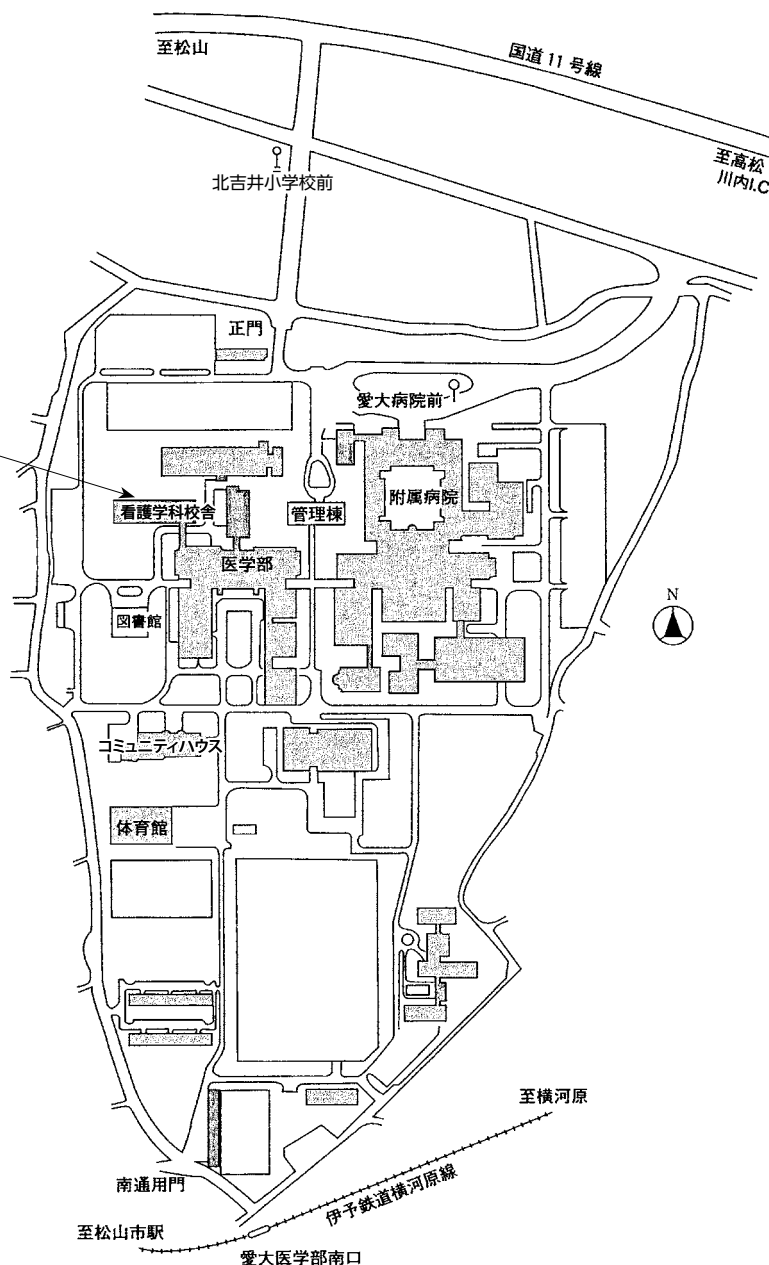 至松山
国道 11 号線
至高松
川内I.C
北吉井小学校前
正門
愛大病院前
看護学科校舎
管理棟
附属病院
医学部
図書館
N
コミュニティハウス
体育館
至横河原
南通用門
伊予鉄道横河原線
至松山市駅
愛大医学部南口